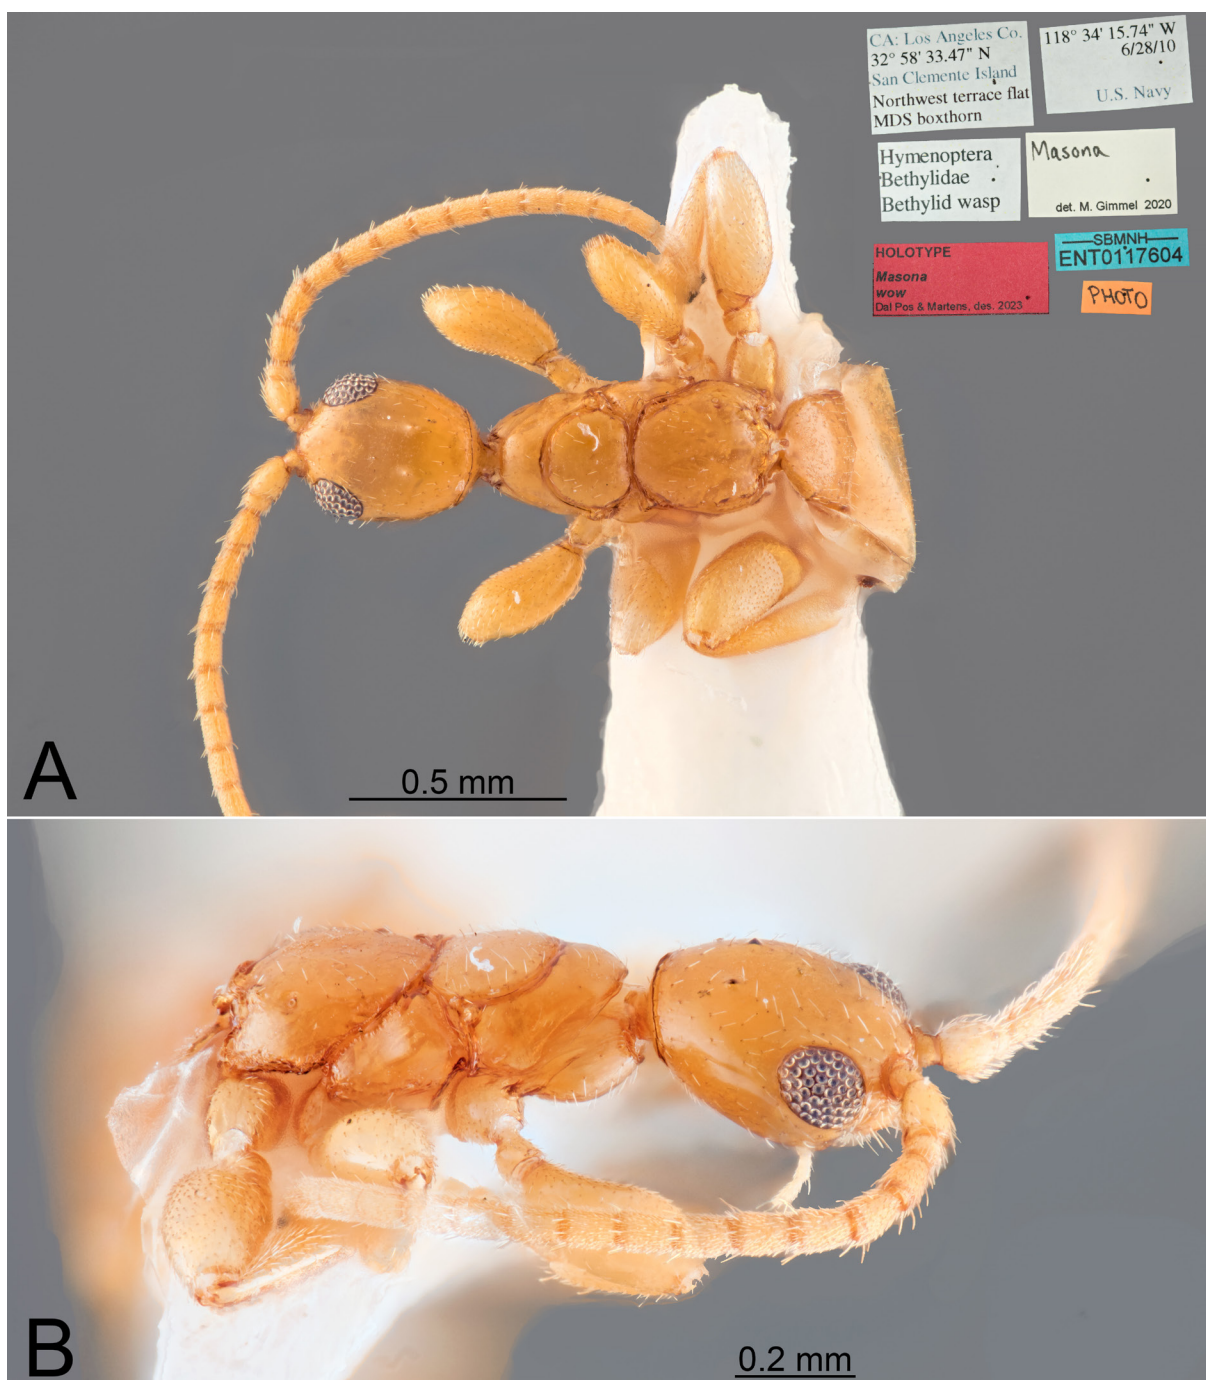 CA: Los Angeles Co.
32° 58' 33.47" N
San Clemente Island
Northwest terrace flat
MDS boxthorn
118° 34' 15.74" W
6/28/10
U.S. Navy
Hymenoptera
Bethylidae
Bethylid wasp
Masona
det. M. Gimmel 2020
HOLOTYPE
Masona
wow
Dal Pos & Martens, des. 2023
SBMNH
ENT0117604
PHOTO
A
0.5 mm
B
0.2 mm